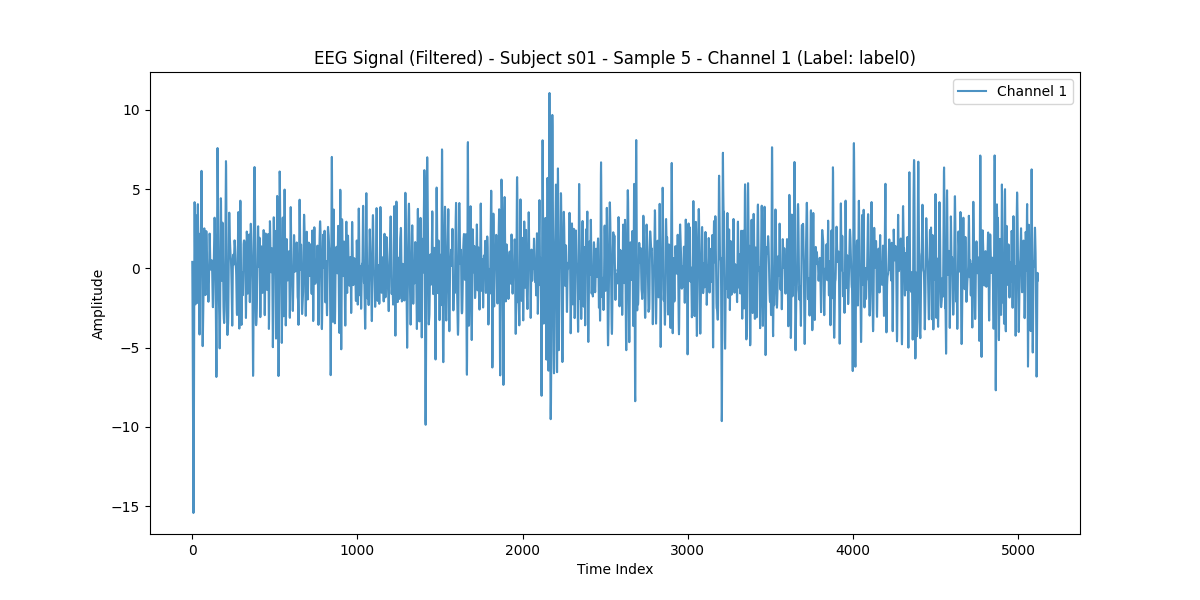 EEG Signal (Filtered) - Subject s01 - Sample 5 - Channel 1 (Label: label0)
Channel 1
10
5
0
−5
−10
−15
Amplitude
0 1000 2000 3000 4000 5000
Time Index